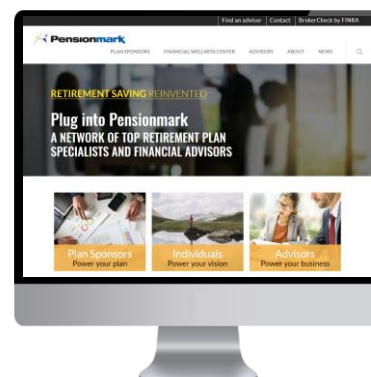 Find an advisor | Contact | BrokerCheck by FINRA
Pensionmark
PLAN SPONSORS FINANCIAL WELLNESS CENTER ADVISORS ABOUT NEWS
RETIREMENT SAVING REINVENTED
Plug into Pensionmark
A NETWORK OF TOP RETIREMENT PLAN
SPECIALISTS AND FINANCIAL ADVISORS
Plan Sponsors
Power your plan
Individuals
Power your vision
Advisors
Power your business